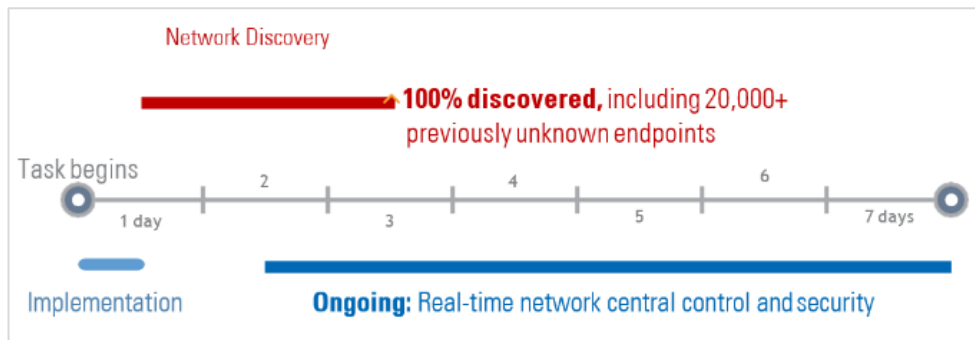 Network Discovery
100% discovered, including 20,000+
previously unknown endpoints
Task begins
2
4
6
1 day
3
5
7 days
Implementation
Ongoing: Real-time network central control and security